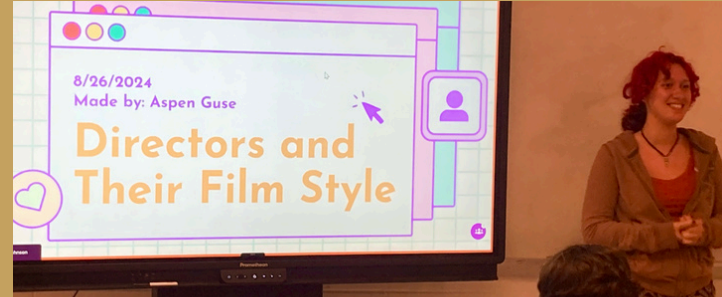 8/26/2024
Made by: Aspen Guse
Directors and
Their Film Style
Promethean